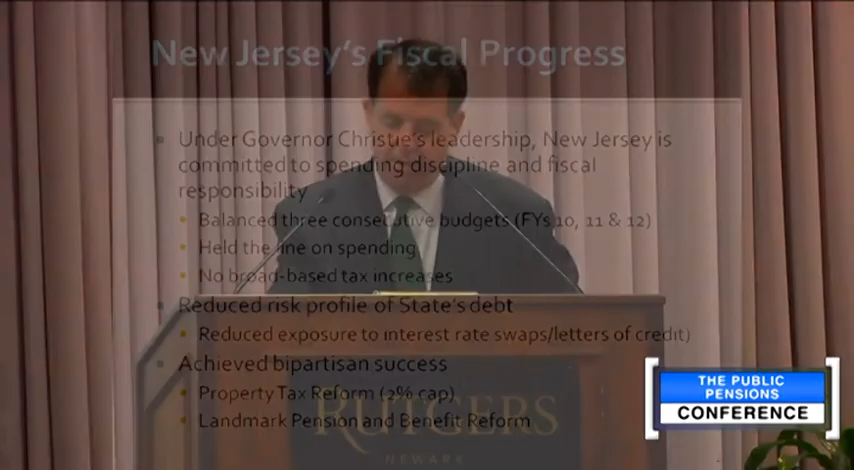 New Jersey's Fiscal Progress
Under Governor Christie's leadership, New Jersey is
committed to spending discipline and fiscal
responsibility
Balanced three consecutive budgets (FYs 10, 11 & 12)
Held the line on spending
No broad-based tax increases
Reduced risk profile of State's debt
Reduced exposure to interest rate swaps/letters of credit)
Achieved bipartisan success
Property Tax Reform (2% cap)
Landmark Pension and Benefit Reform
RUTGERS
NEWARK
THE PUBLIC
PENSIONS
CONFERENCE